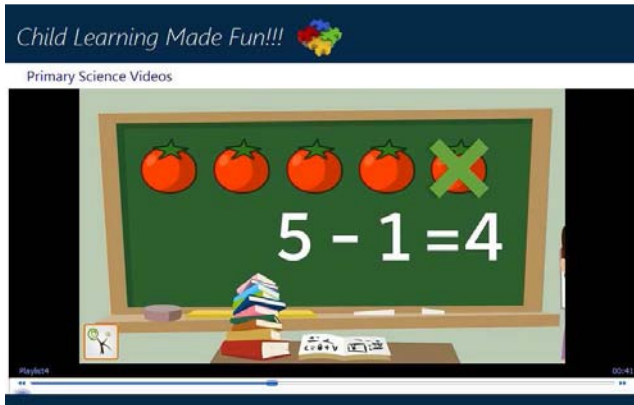 Child Learning Made Fun!!!
Primary Science Videos
5 - 1 =4
Playlist4
00:41